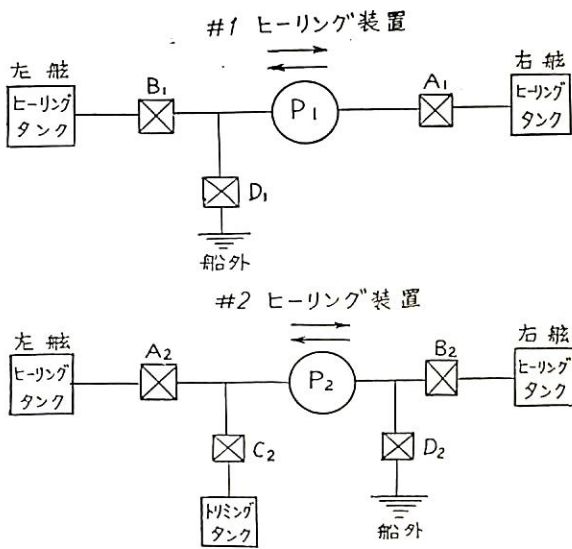 #1 ヒーリング装置
左舷
右舷
ヒーリング
タンク
B1
P1
A1
ヒーリング
タンク
D1
船外
#2 ヒーリング装置
左舷
右舷
ヒーリング
タンク
A2
P2
B2
ヒーリング
タンク
C2
D2
トリミング
タンク
船外